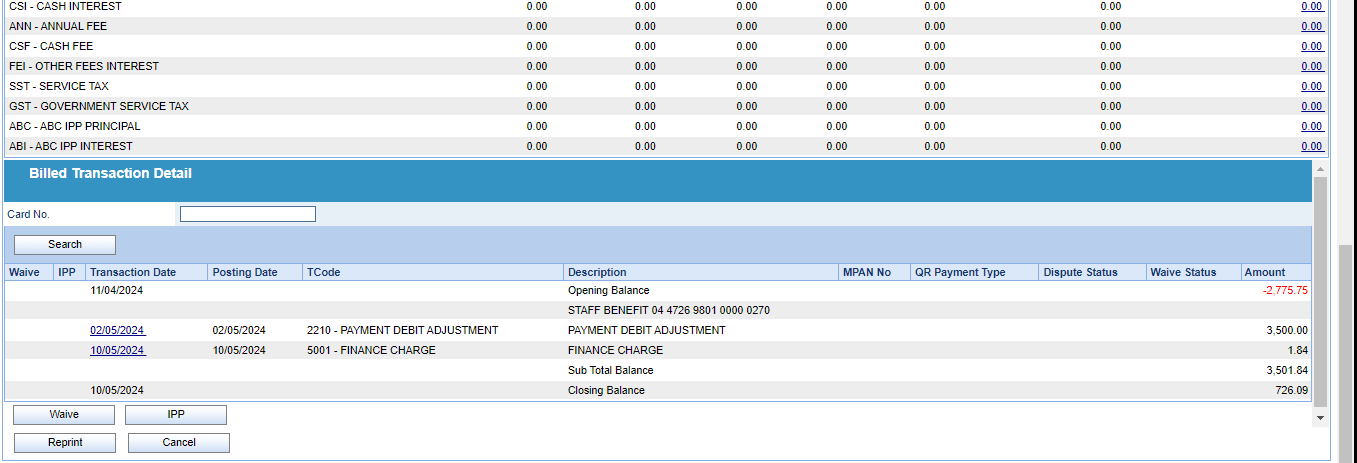 CSI - CASH INTEREST 0.00 0.00 0.00 0.00 0.00 0.00 0.00
ANN - ANNUAL FEE 0.00 0.00 0.00 0.00 0.00 0.00 0.00
CSF - CASH FEE 0.00 0.00 0.00 0.00 0.00 0.00 0.00
FEI - OTHER FEES INTEREST 0.00 0.00 0.00 0.00 0.00 0.00 0.00
SST - SERVICE TAX 0.00 0.00 0.00 0.00 0.00 0.00 0.00
GST - GOVERNMENT SERVICE TAX 0.00 0.00 0.00 0.00 0.00 0.00 0.00
ABC - ABC IPP PRINCIPAL 0.00 0.00 0.00 0.00 0.00 0.00 0.00
ABI - ABC IPP INTEREST 0.00 0.00 0.00 0.00 0.00 0.00 0.00
Billed Transaction Detail
Card No.
Search
Waive IPP Transaction Date Posting Date TCode Description MPAN No QR Payment Type Dispute Status Waive Status Amount
11/04/2024 Opening Balance -2,775.75
STAFF BENEFIT 04 4726 9801 0000 0270
02/05/2024 02/05/2024 2210 - PAYMENT DEBIT ADJUSTMENT PAYMENT DEBIT ADJUSTMENT 3,500.00
10/05/2024 10/05/2024 5001 - FINANCE CHARGE FINANCE CHARGE 1.84
Sub Total Balance 3,501.84
10/05/2024 Closing Balance 726.09
Waive IPP
Reprint Cancel